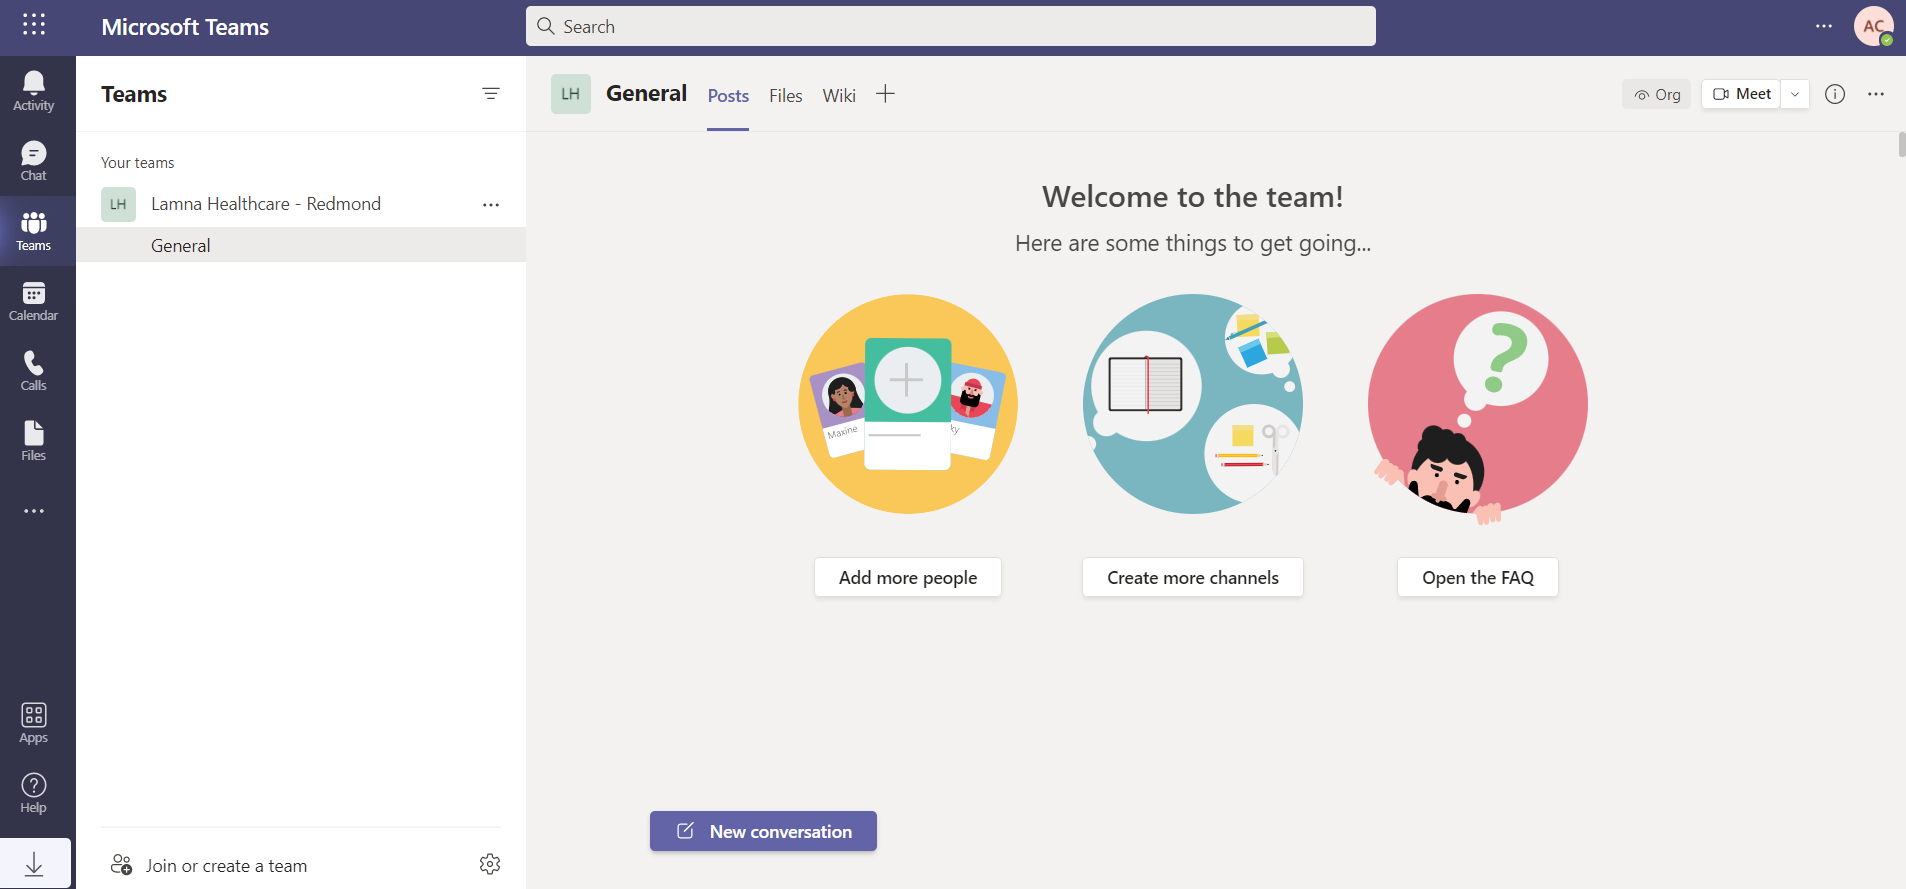 Microsoft Teams
Search
AC
Activity
Chat
Teams
Calendar
Calls
Files
Apps
Help
Teams
Your teams
LH Lamna Healthcare - Redmond
General
Join or create a team
LH General Posts Files Wiki
Org Meet
Welcome to the team!
Here are some things to get going...
Maxine
ky
Add more people
Create more channels
Open the FAQ
New conversation